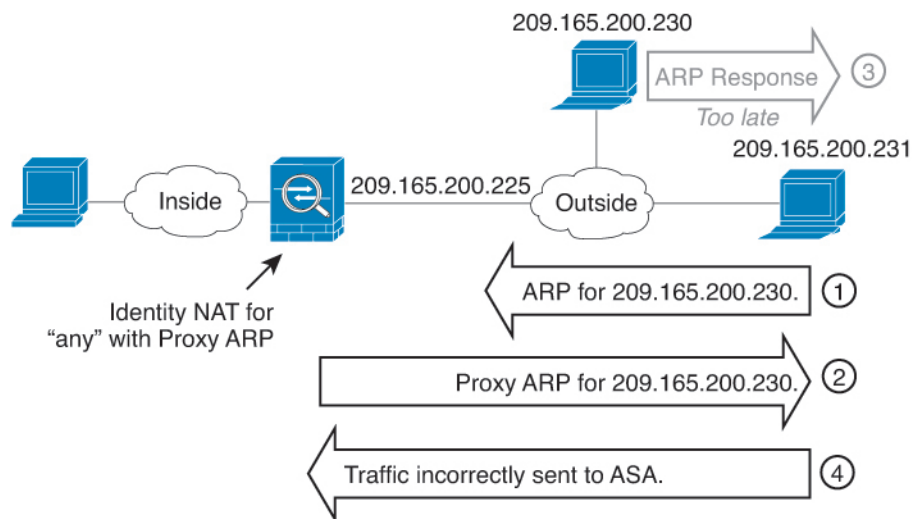 209.165.200.230
ARP Response
3
Too late
209.165.200.231
Inside
209.165.200.225
Outside
Identity NAT for
“any” with Proxy ARP
ARP for 209.165.200.230.
1
Proxy ARP for 209.165.200.230.
2
Traffic incorrectly sent to ASA.
4